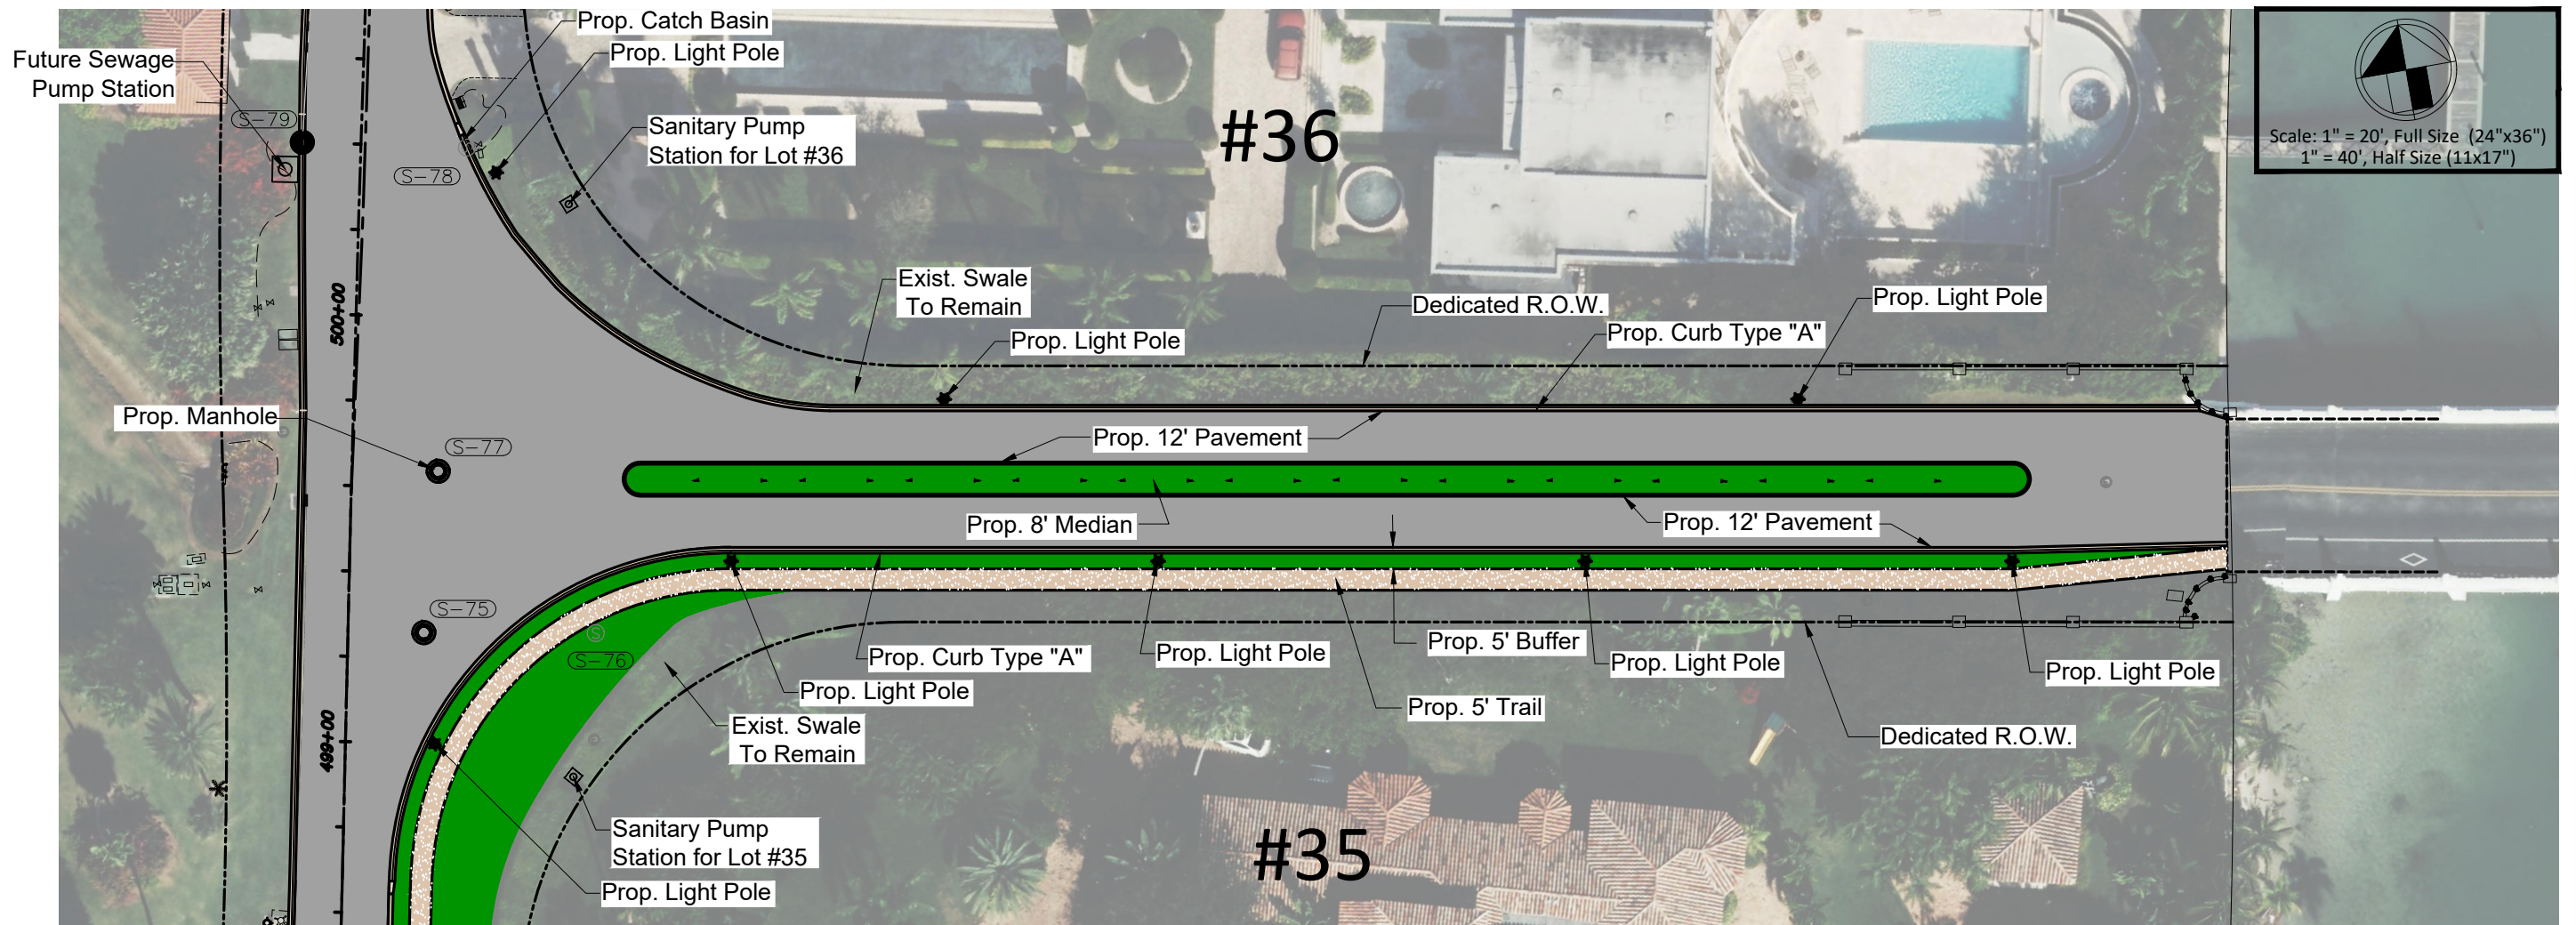 Prop. Catch Basin
Prop. Light Pole
Future Sewage
Pump Station
S-79
Sanitary Pump
Station for Lot #36
S-78
#36
Scale: 1" = 20', Full Size (24"x36")
1" = 40', Half Size (11x17")
Exist. Swale
To Remain
Dedicated R.O.W.
Prop. Light Pole
500+00
Prop. Light Pole
Prop. Curb Type "A"
Prop. Manhole
S-77
Prop. 12' Pavement
Prop. 8' Median
Prop. 12' Pavement
S-75
S-76
Prop. Curb Type "A"
Prop. Light Pole
Prop. 5' Buffer
Prop. Light Pole
Prop. Light Pole
Prop. Light Pole
Prop. 5' Trail
499+00
Exist. Swale
To Remain
Dedicated R.O.W.
Sanitary Pump
Station for Lot #35
#35
Prop. Light Pole